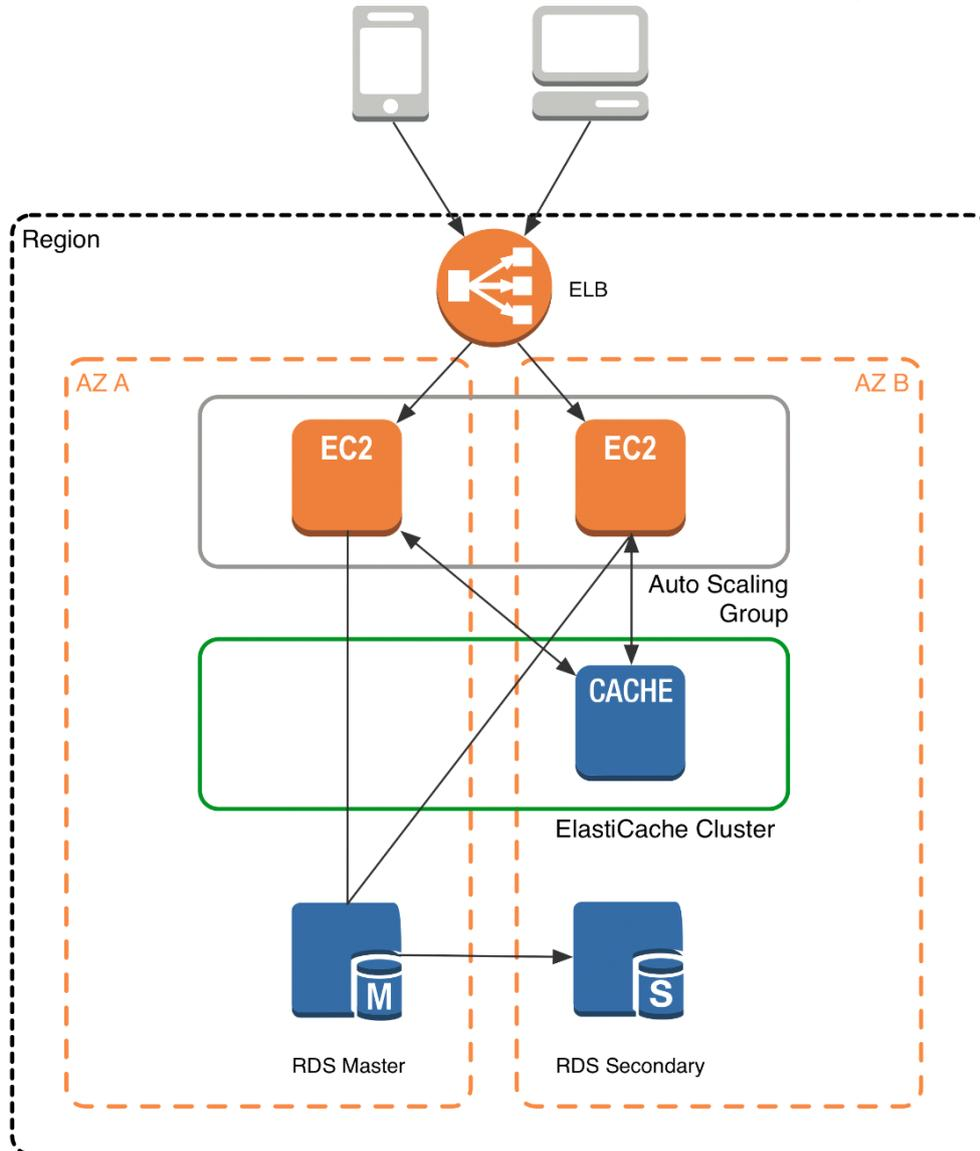 Region
ELB
AZ A
AZ B
EC2
EC2
Auto Scaling
Group
CACHE
ElastiCache Cluster
M
S
RDS Master
RDS Secondary